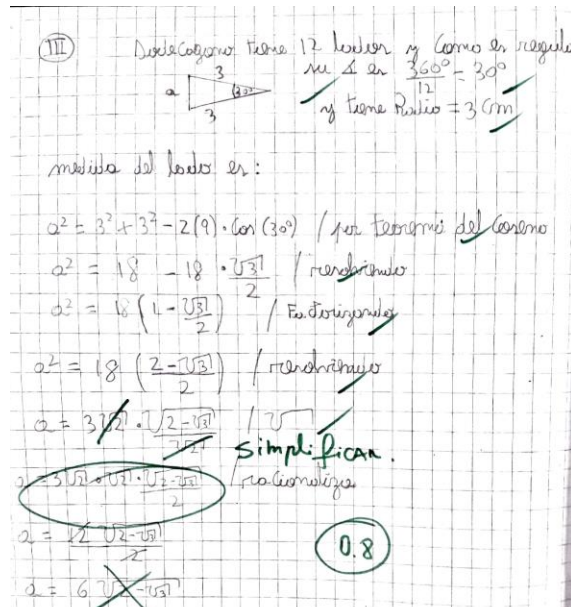 III Dodecagono tiene 12 lados y como es regula
su ∡ es 360°/12 = 30°
3
a 30°
3
y tiene Radio = 3 cm
medida del lado es:
a² = 3² + 3² - 2(9) · Cos (30°) / por teorema del Coseno
a² = 18 - 18 · √3/2 / resolviendo
a² = 18 (1 - √3/2) / Factorizando
a² = 18 (2-√3/2) / resolviendo
a = 3√2 · √2-√3/√2 / √
simplificar.
a = 3√2 · √2 · √2-√3/2 / racionaliza
a = 12 √2-√3/2
0.8
a = 6 √2-√3